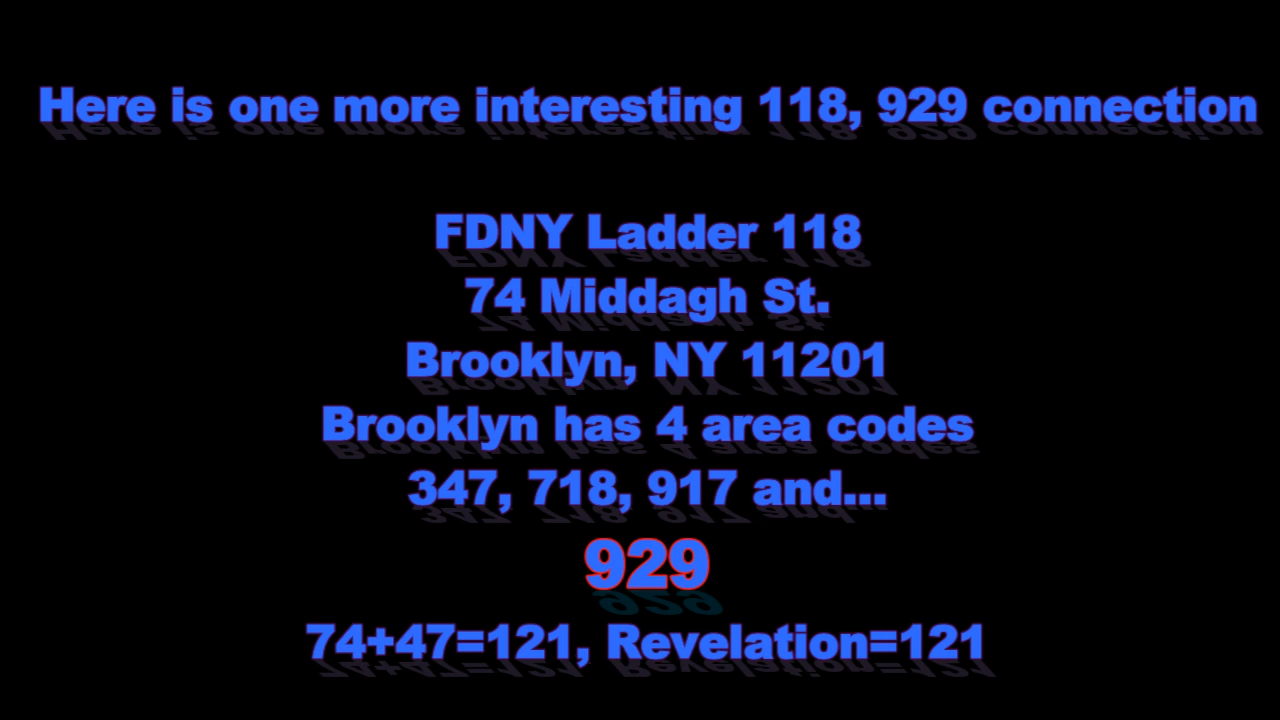 Here is one more interesting 118, 929 connection
FDNY Ladder 118
74 Middagh St.
Brooklyn, NY 11201
Brooklyn has 4 area codes
347, 718, 917 and...
929
74+47=121, Revelation=121